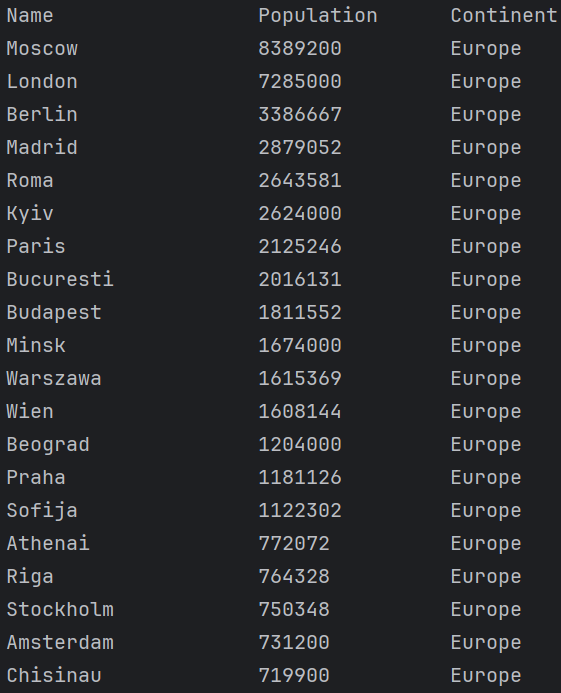 Name Population Continent
Moscow 8389200 Europe
London 7285000 Europe
Berlin 3386667 Europe
Madrid 2879052 Europe
Roma 2643581 Europe
Kyiv 2624000 Europe
Paris 2125246 Europe
Bucuresti 2016131 Europe
Budapest 1811552 Europe
Minsk 1674000 Europe
Warszawa 1615369 Europe
Wien 1608144 Europe
Beograd 1204000 Europe
Praha 1181126 Europe
Sofija 1122302 Europe
Athenai 772072 Europe
Riga 764328 Europe
Stockholm 750348 Europe
Amsterdam 731200 Europe
Chisinau 719900 Europe